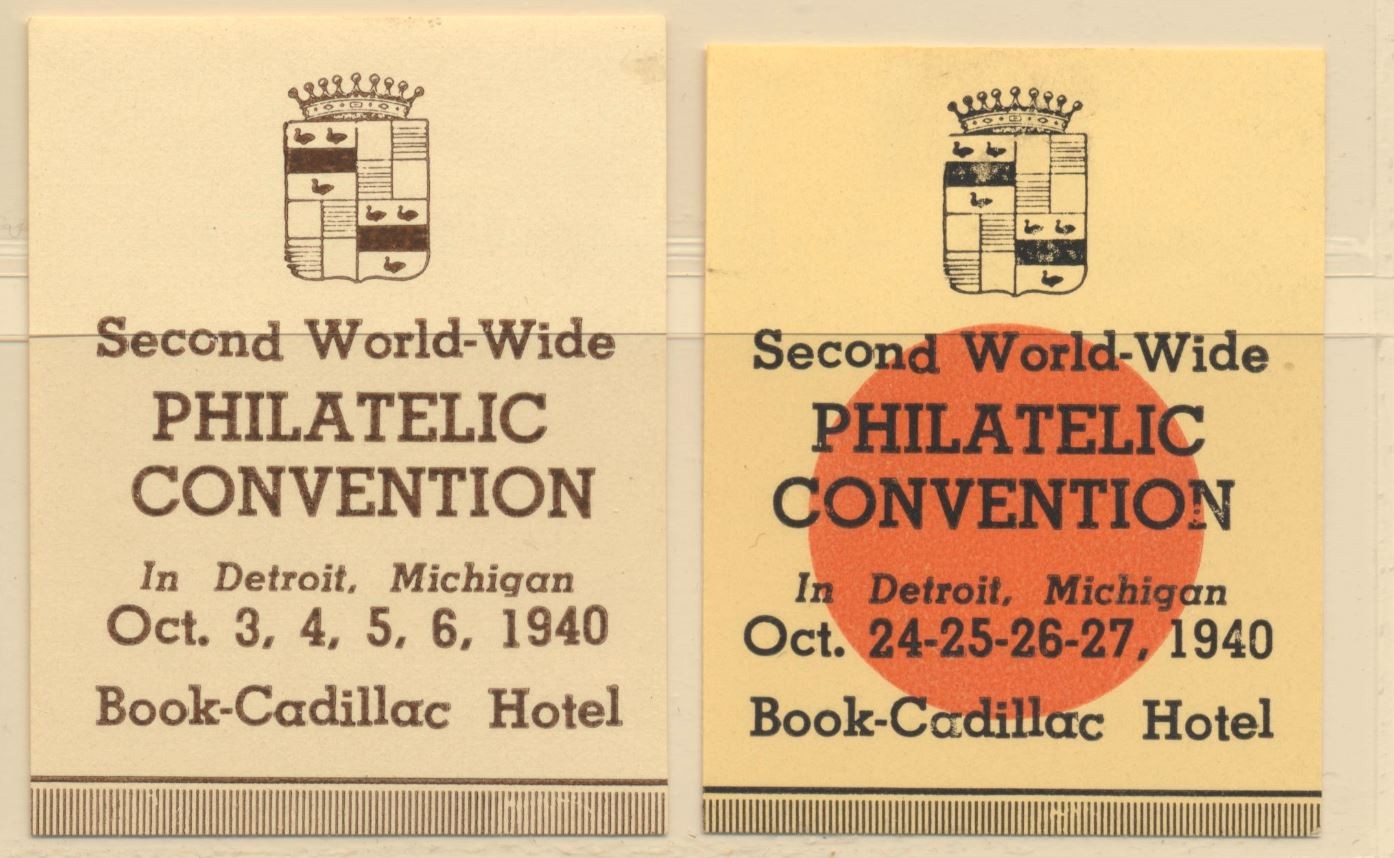 Second World-Wide
PHILATELIC
CONVENTION
In Detroit, Michigan
Oct. 3, 4, 5, 6, 1940
Book-Cadillac Hotel
Second World-Wide
PHILATELIC
CONVENTION
In Detroit, Michigan
Oct. 24-25-26-27, 1940
Book-Cadillac Hotel